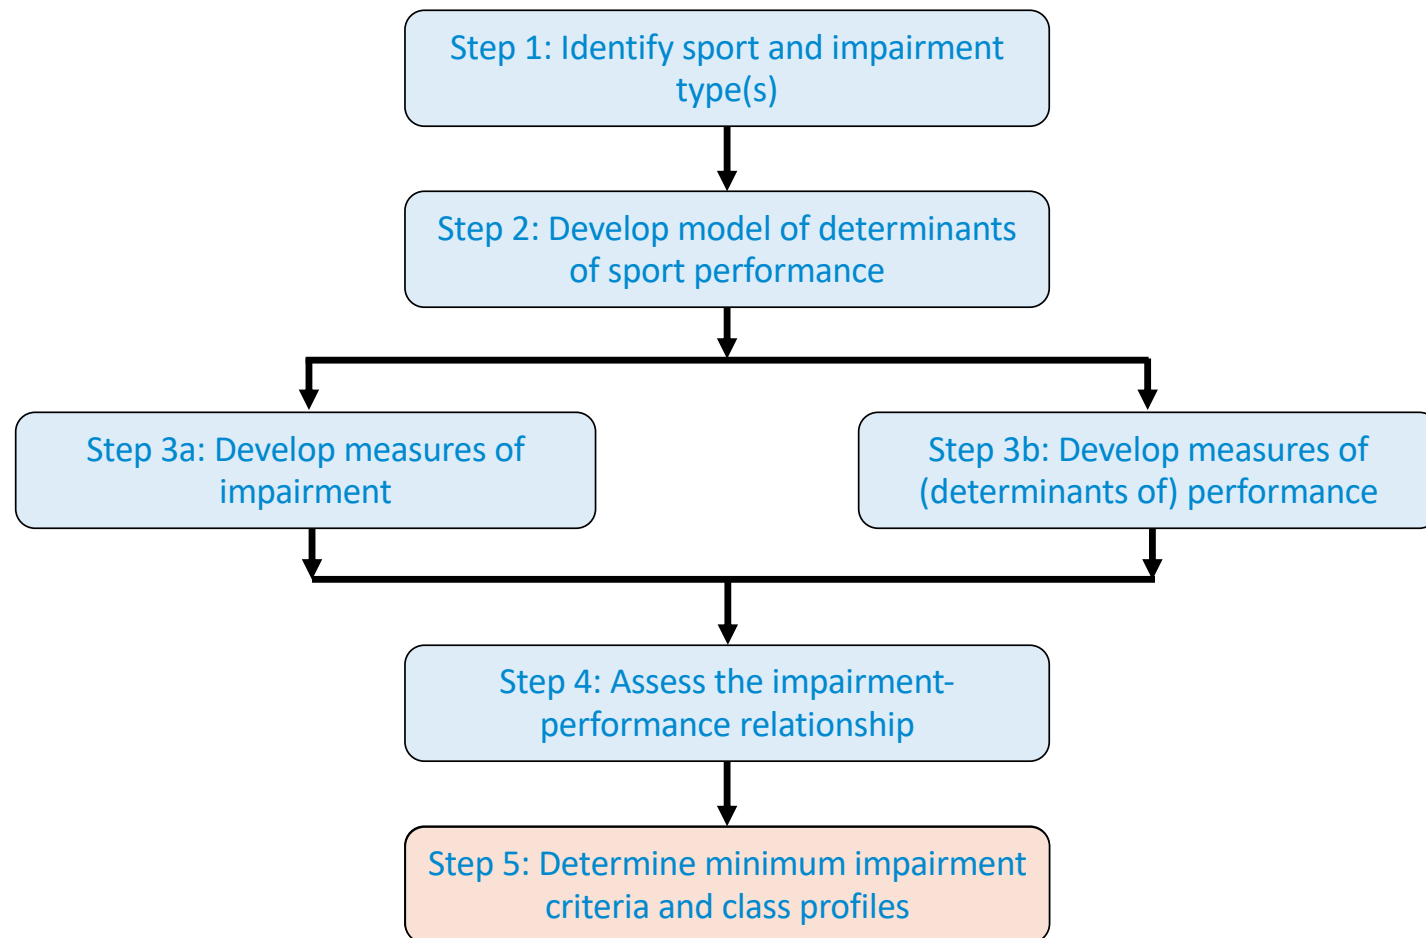 Step 1: Identify sport and impairment
type(s)
Step 2: Develop model of determinants
of sport performance
Step 3a: Develop measures of
impairment
Step 3b: Develop measures of
(determinants of) performance
Step 4: Assess the impairment-
performance relationship
Step 5: Determine minimum impairment
criteria and class profiles